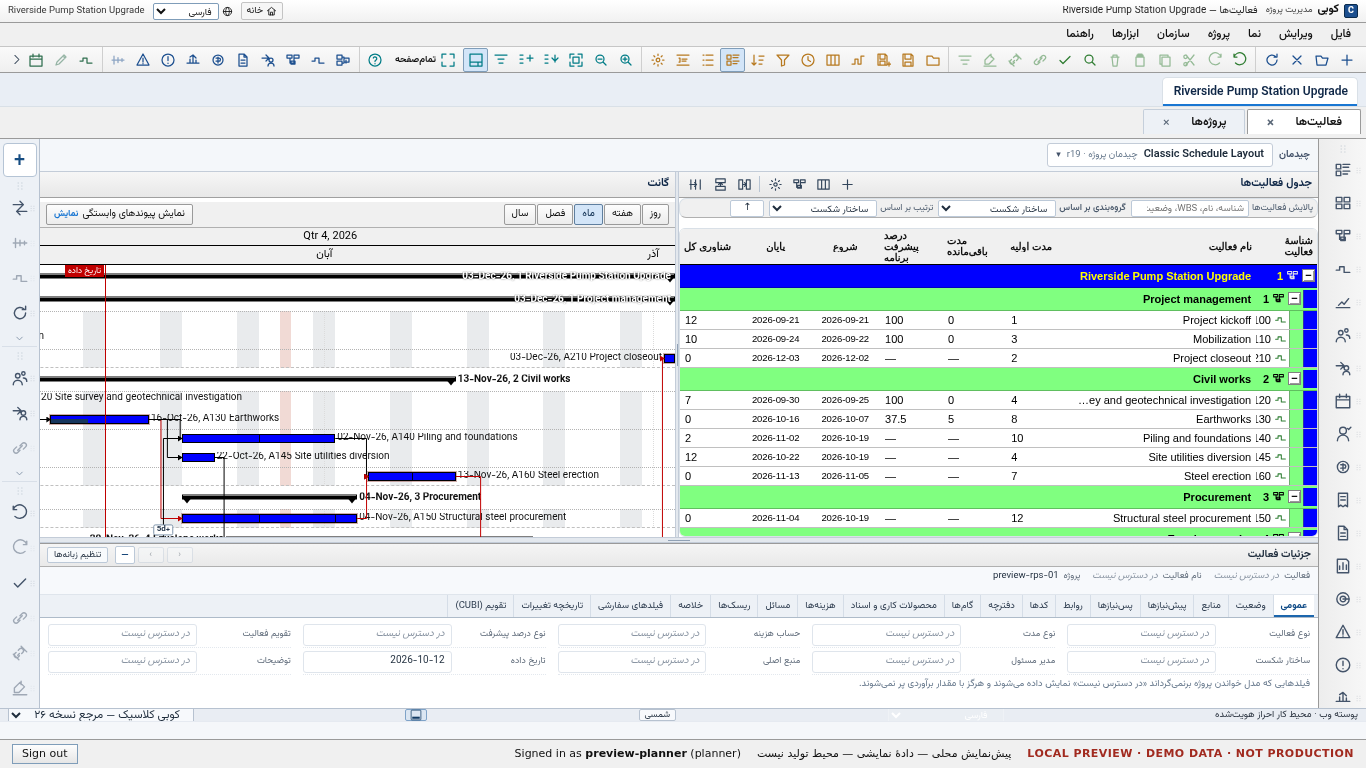 کوبی مدیریت پروژه فعالیت‌ها — Riverside Pump Station Upgrade
خانه فارسی Riverside Pump Station Upgrade
فایل ویرایش نما پروژه سازمان ابزارها راهنما
تمام‌صفحه
Riverside Pump Station Upgrade
فعالیت‌ها × پروژه‌ها ×
چیدمان Classic Schedule Layout چیدمان پروژه · r19
جدول فعالیت‌ها
پالایش فعالیت‌ها شناسه، نام، WBS، وضعیت گروه‌بندی بر اساس ساختار شکست ترتیب بر اساس ساختار شکست ↑
شناسهٔ فعالیت نام فعالیت مدت اولیه مدت باقی‌مانده درصد پیشرفت برنامه شروع پایان شناوری کل
1 Riverside Pump Station Upgrade
1 Project management
Project kickoff 1 0 100 2026-09-21 2026-09-21 12
Mobilization 3 0 100 2026-09-22 2026-09-24 10
Project closeout 2 — — 2026-12-02 2026-12-03 0
2 Civil works
ey and geotechnical investigation... 4 0 100 2026-09-25 2026-09-30 7
Earthworks 8 5 37.5 2026-10-07 2026-10-16 0
Piling and foundations 10 — — 2026-10-19 2026-11-02 2
Site utilities diversion 4 — — 2026-10-19 2026-10-22 12
Steel erection 7 — — 2026-11-05 2026-11-13 0
3 Procurement
Structural steel procurement 12 — — 2026-10-19 2026-11-04 0
گانت
روز هفته ماه فصل سال نمایش پیوندهای وابستگی نمایش
Qtr 4, 2026
آذر آبان
تاریخ داده
03-Dec-26, 1 Riverside Pump Station Upgrade
03-Dec-26, 1 Project management
03-Dec-26, A210 Project closeout
13-Nov-26, 2 Civil works
20 Site survey and geotechnical investigation
16-Oct-26, A130 Earthworks
02-Nov-26, A140 Piling and foundations
22-Oct-26, A145 Site utilities diversion
13-Nov-26, A160 Steel erection
04-Nov-26, 3 Procurement
04-Nov-26, A150 Structural steel procurement
جزئیات فعالیت تنظیم زبانه‌ها
فعالیت در دسترس نیست نام فعالیت در دسترس نیست پروژه preview-rps-01
عمومی وضعیت منابع پیش‌نیازها پس‌نیازها روابط کدها دفترچه گام‌ها محصولات کاری و اسناد هزینه‌ها مسائل ریسک‌ها خلاصه فیلدهای سفارشی تاریخچه تغییرات تقویم (CUBI)
نوع فعالیت در دسترس نیست نوع مدت در دسترس نیست حساب هزینه در دسترس نیست نوع درصد پیشرفت در دسترس نیست تقویم فعالیت در دسترس نیست
ساختار شکست در دسترس نیست مدیر مسئول در دسترس نیست منبع اصلی در دسترس نیست تاریخ داده 2026-10-12 توضیحات در دسترس نیست
فیلدهایی که مدل خواندن پروژه برنمی‌گرداند «در دسترس نیست» نمایش داده می‌شوند و هرگز با مقدار برآوردی پر نمی‌شوند.
پوسته وب · محیط کار احراز هویت‌شده فارسی شمسی کوبی کلاسیک — مرجع نسخه ۲۶
LOCAL PREVIEW · DEMO DATA · NOT PRODUCTION پیش‌نمایش محلی — دادهٔ نمایشی — محیط تولید نیست Signed in as preview-planner (planner) Sign out